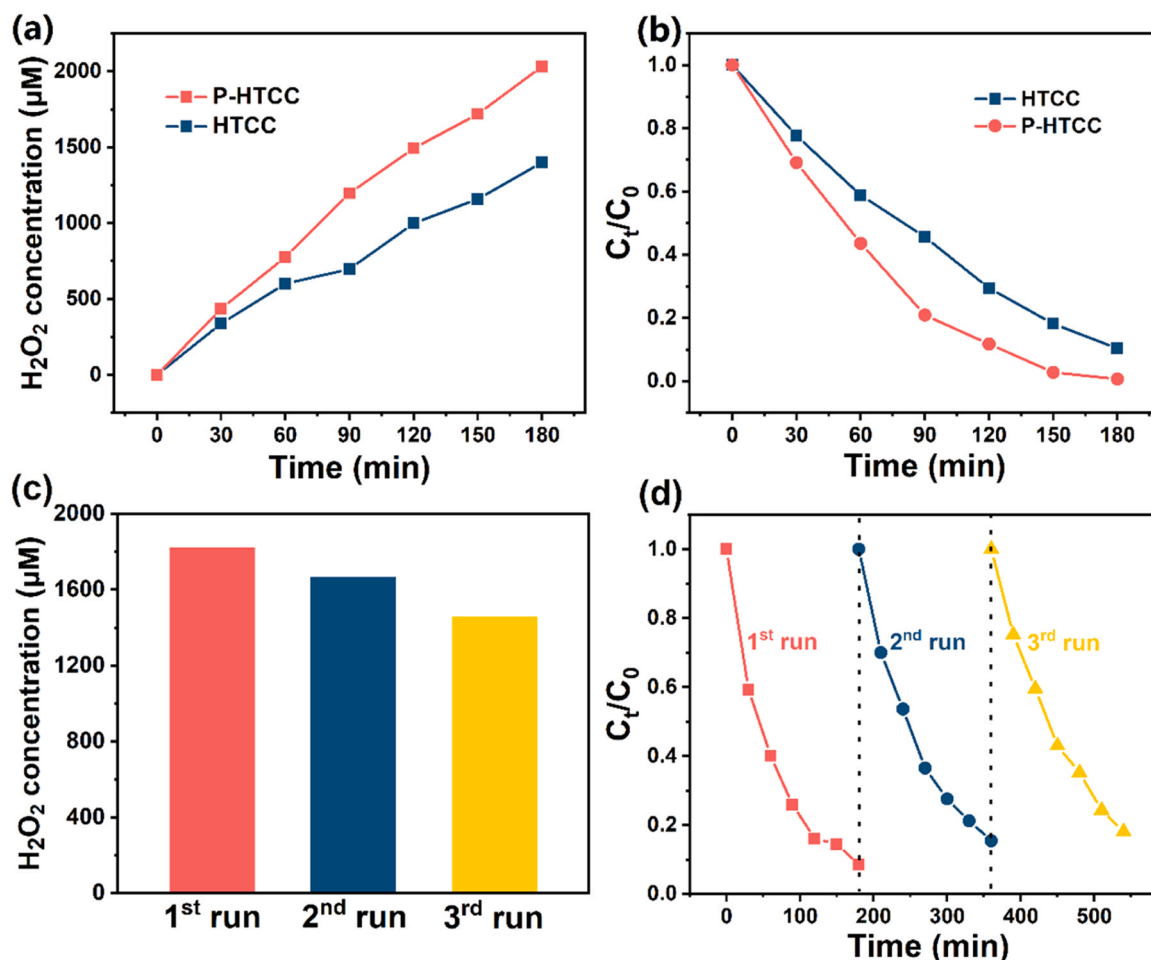 (a)
H₂O₂ concentration (μM)
2000
1500
1000
500
0
P-HTCC
HTCC
0 30 60 90 120 150 180
Time (min)
(b)
Cₜ/C₀
1.0
0.8
0.6
0.4
0.2
0.0
HTCC
P-HTCC
0 30 60 90 120 150 180
Time (min)
(c)
H₂O₂ concentration (μM)
2000
1600
1200
800
400
0
1st run 2nd run 3rd run
(d)
Cₜ/C₀
1.0
0.8
0.6
0.4
0.2
0.0
1st run 2nd run 3rd run
0 100 200 300 400 500
Time (min)